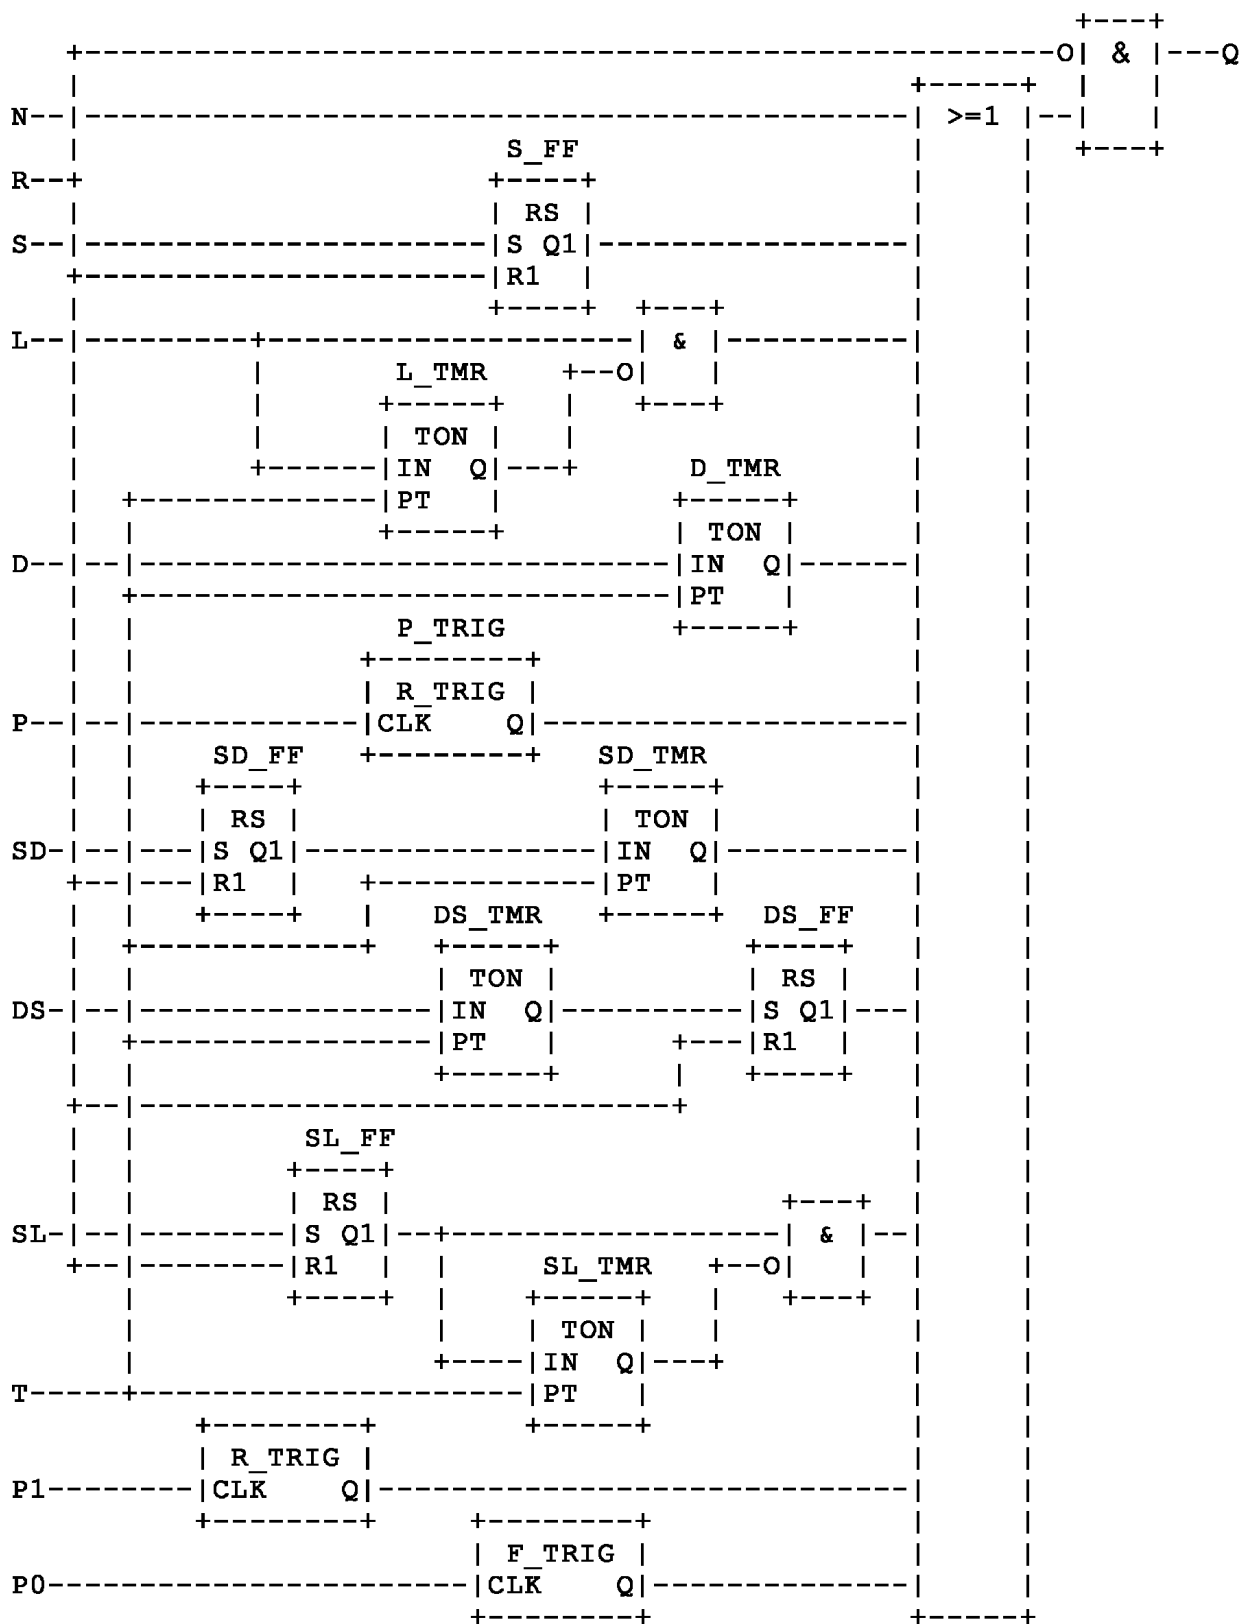 +----+
+-----------------------------------------------------O| & |---Q
| +------+ | |
N--|---------------------------------------------| >=1 |--| |
| S_FF | | +----+
R--+ +----+ | |
| | RS | | |
S--|----------------------|S Q1|-----------------| |
+----------------------|R1 | | |
| +----+ +---+ | |
L--|---------+--------------------| & |----------| |
| | L_TMR +--O| | | |
| | +-----+ | +---+ | |
| | | TON | | | |
| +------|IN Q|---+ D_TMR | |
| +-------------|PT | +-----+ | |
| | +-----+ | TON | | |
D--|--|-----------------------------|IN Q|------| |
| +-----------------------------|PT | | |
| | P_TRIG +-----+ | |
| | +--------+ | |
| | | R_TRIG | | |
P--|--|------------|CLK Q|--------------------| |
| | SD_FF +--------+ SD_TMR | |
| | +----+ +-----+ | |
| | | RS | | TON | | |
SD-|--|---|S Q1|----------------|IN Q|----------| |
+--|---|R1 | +------------|PT | | |
| | +----+ | DS_TMR +-----+ DS_FF | |
| +-------------+ +-----+ +----+ | |
| | | TON | | RS | | |
DS-|--|----------------|IN Q|----------|S Q1|---| |
| +----------------|PT | +---|R1 | | |
| | +-----+ | +----+ | |
+--|-----------------------------+ | |
| | SL_FF | |
| | +----+ | |
| | | RS | +---+ | |
SL-|--|--------|S Q1|--+------------------| & |--| |
+--|--------|R1 | | SL_TMR +--O| | | |
| +----+ | +-----+ | +---+ | |
| | | TON | | | |
| +----|IN Q|---+ | |
T-----+---------------------|PT | | |
+--------+ +-----+ | |
| R_TRIG | | |
P1--------|CLK Q|-----------------------------| |
+--------+ +--------+ | |
| F_TRIG | | |
P0-----------------------|CLK Q|--------------| |
+--------+ +-----+